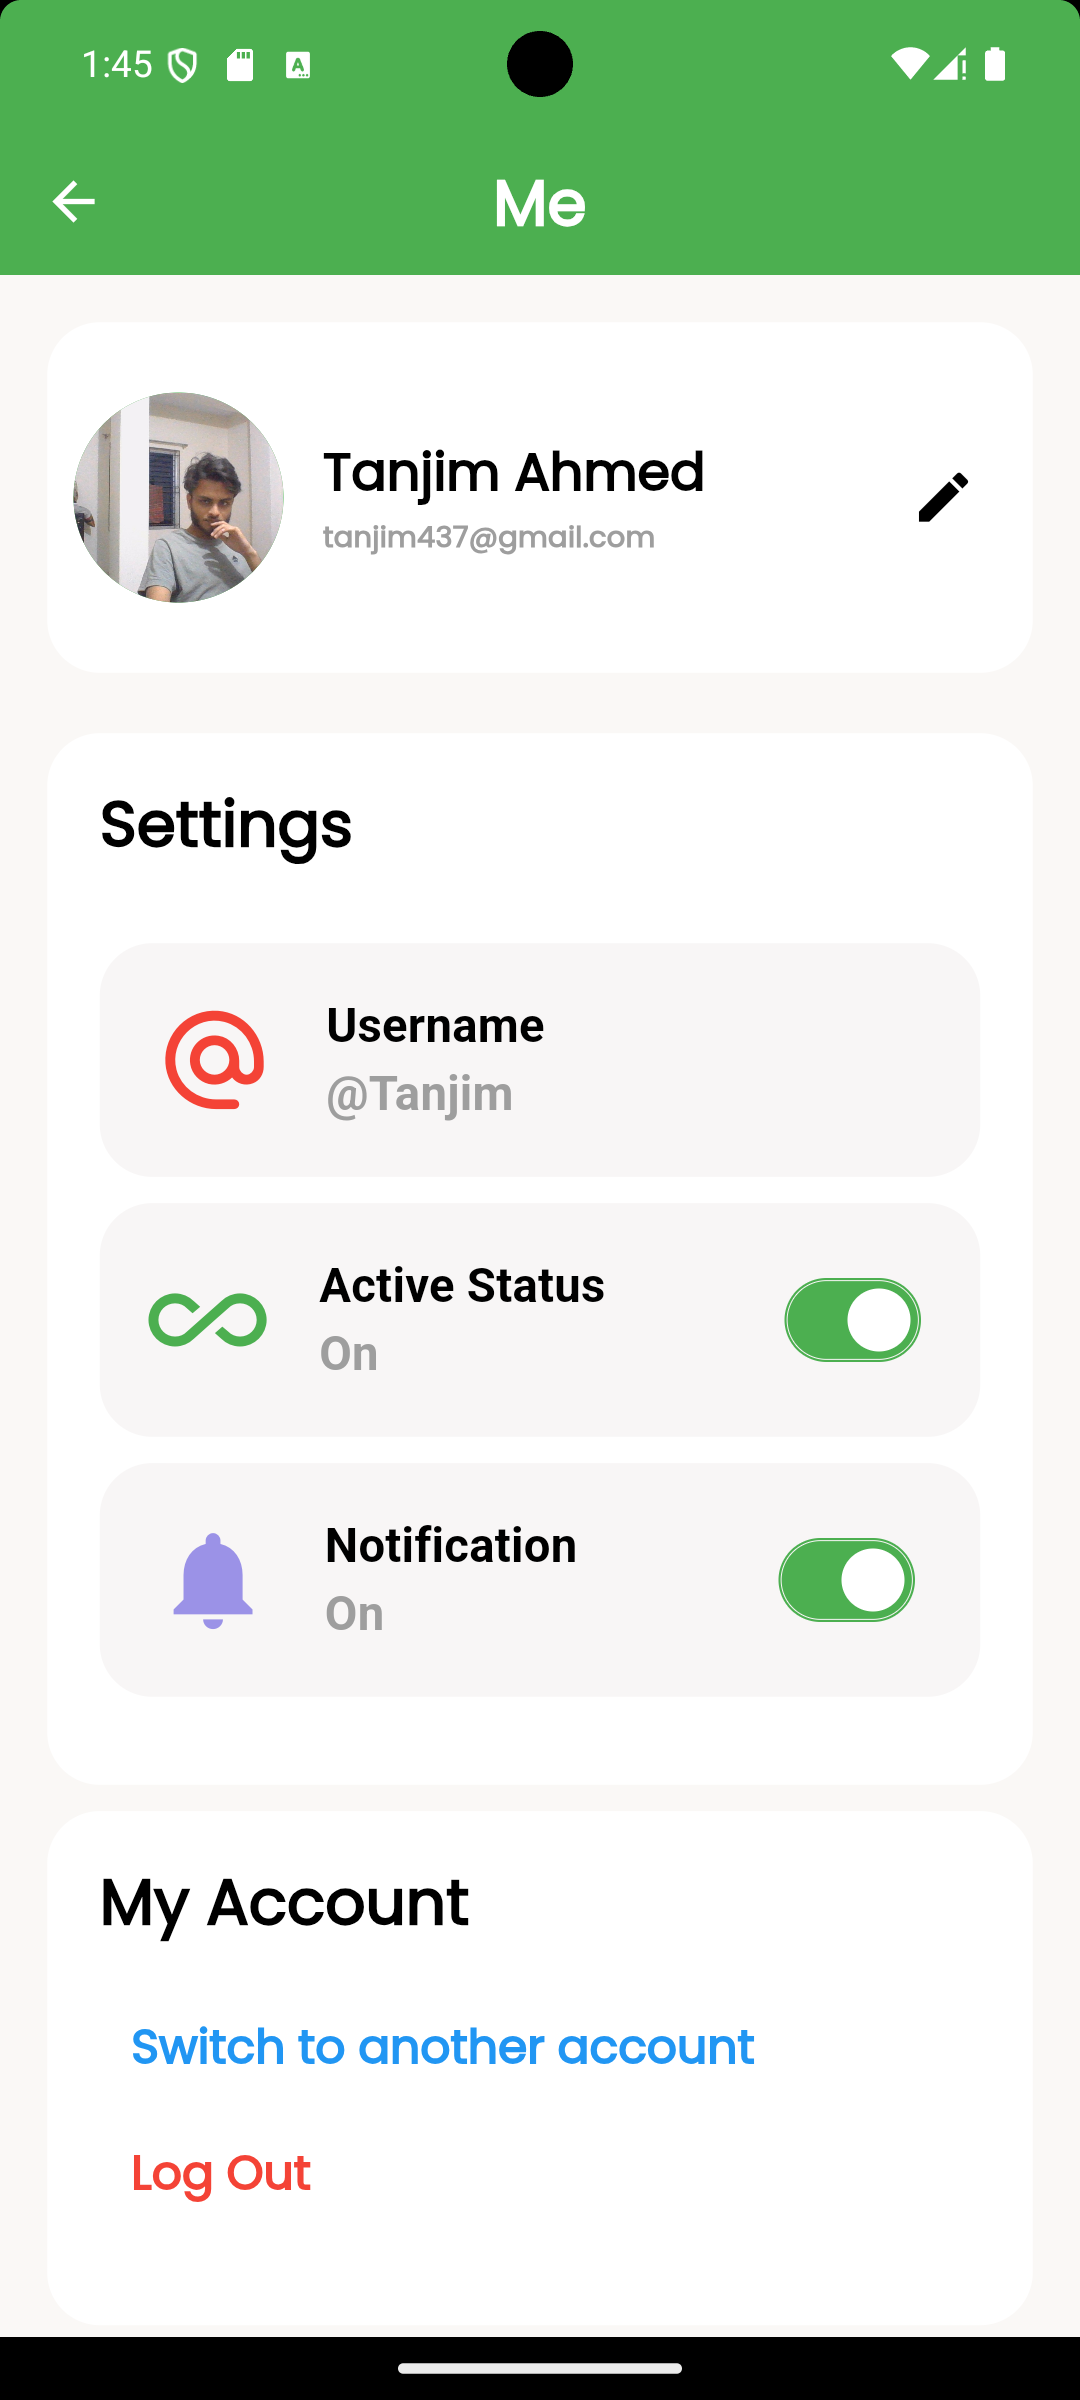 1:45
Me
Tanjim Ahmed
tanjim437@gmail.com
Settings
Username
@Tanjim
Active Status
On
Notification
On
My Account
Switch to another account
Log Out